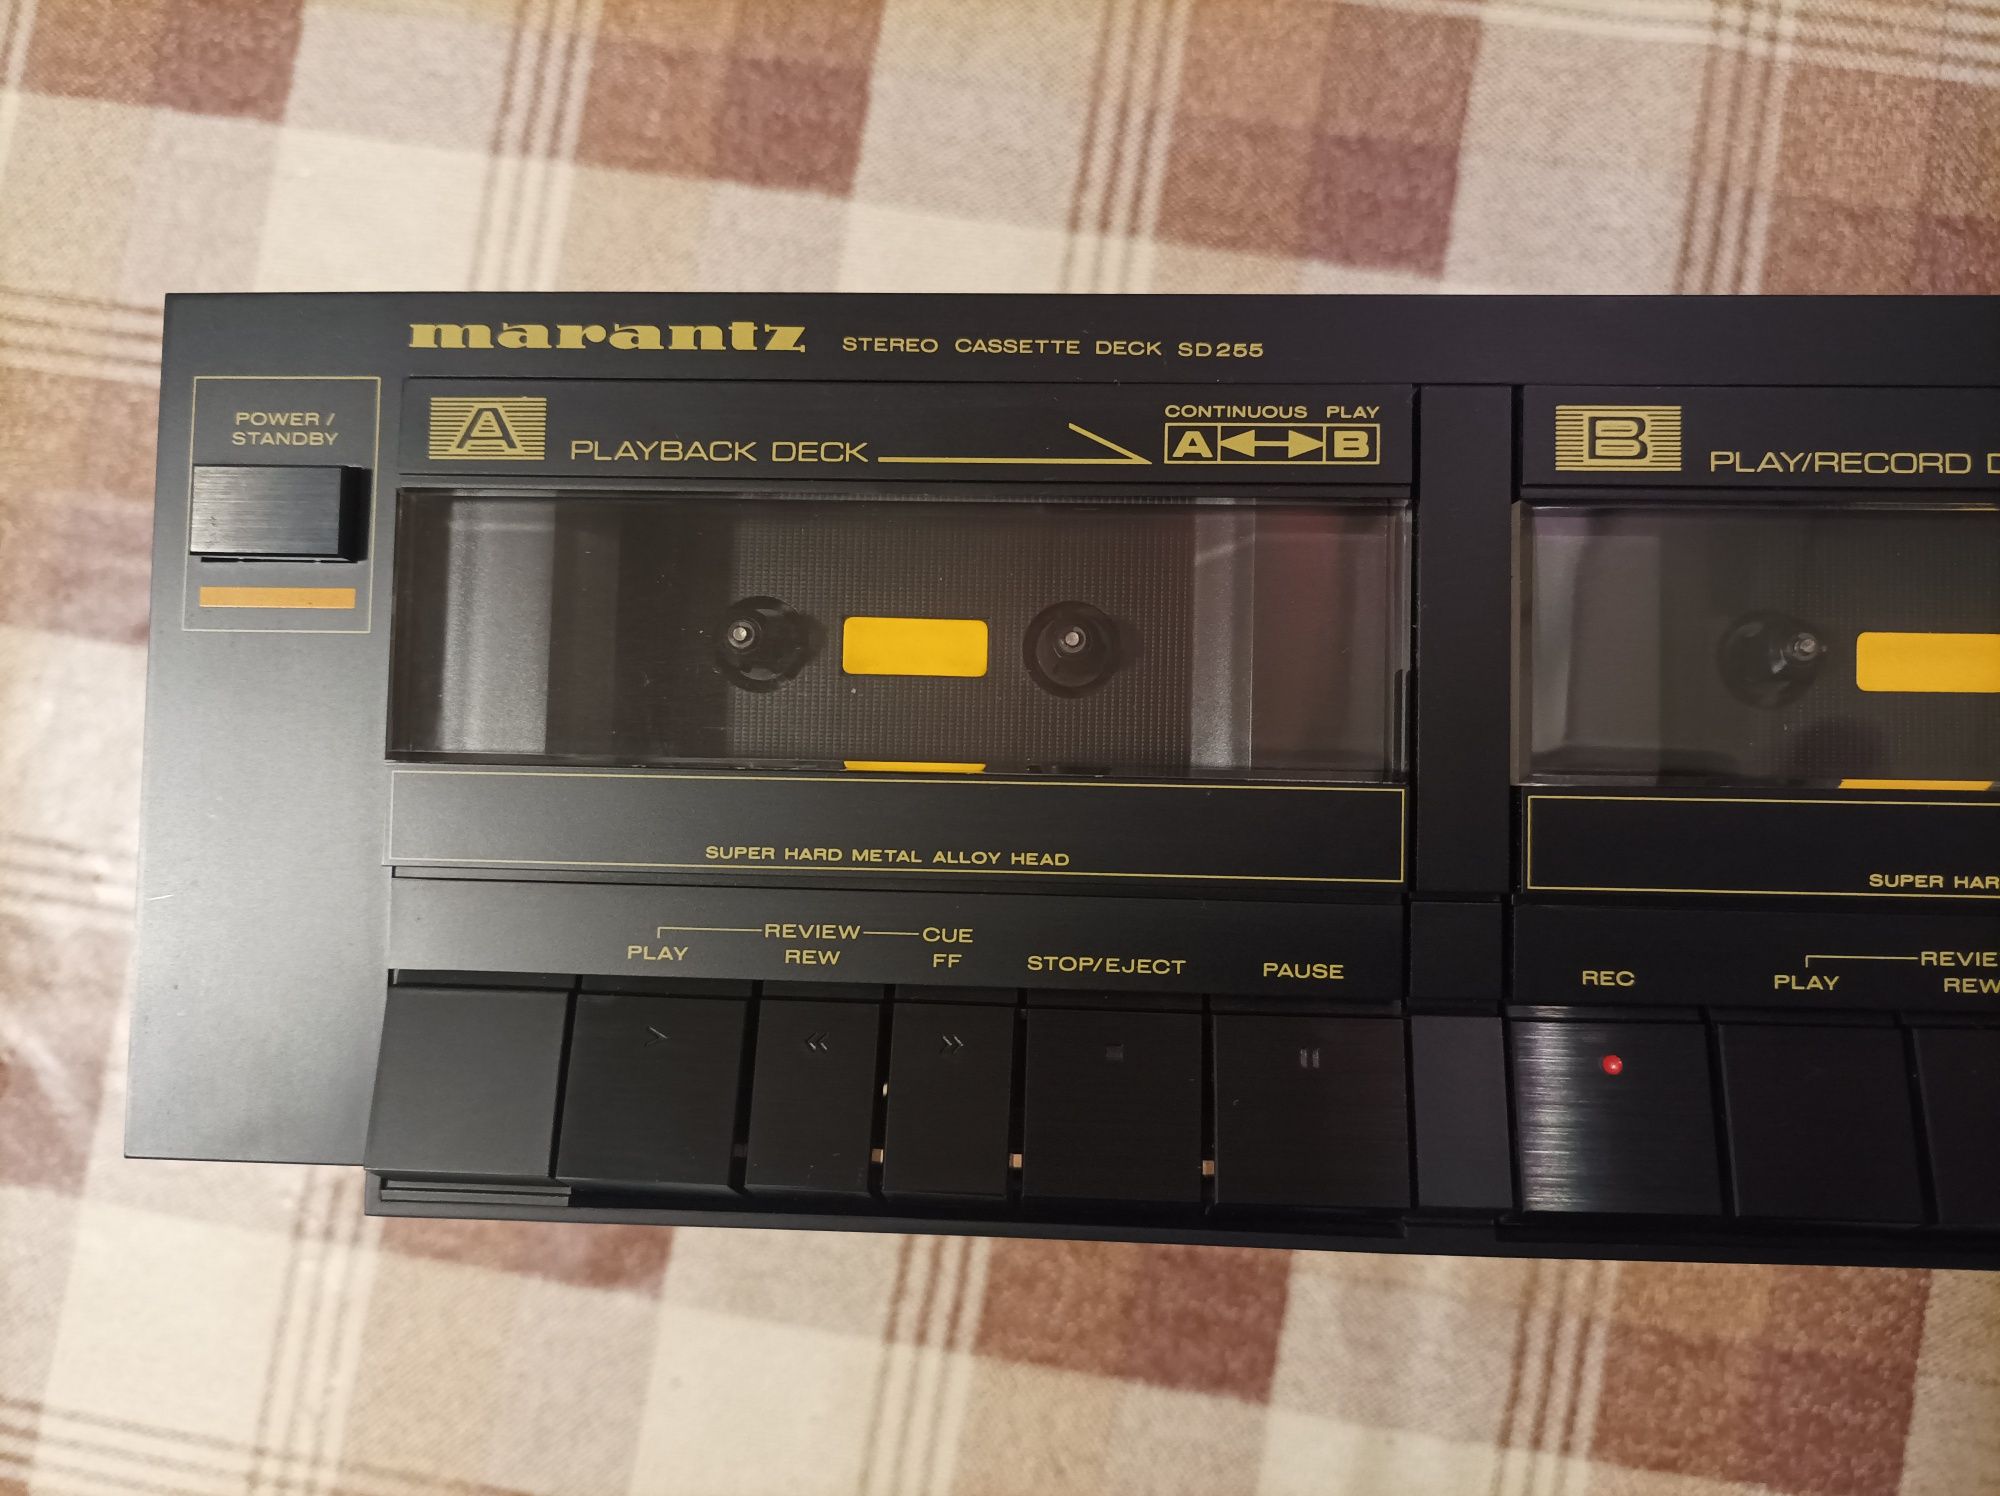 marantz STEREO CASSETTE DECK SD255
POWER /
STANDBY
A PLAYBACK DECK
CONTINUOUS PLAY
A B
B PLAY/RECORD D
SUPER HARD METAL ALLOY HEAD
SUPER HAR
REVIEW CUE
PLAY REW FF STOP/EJECT PAUSE
REVIE
REC PLAY REW